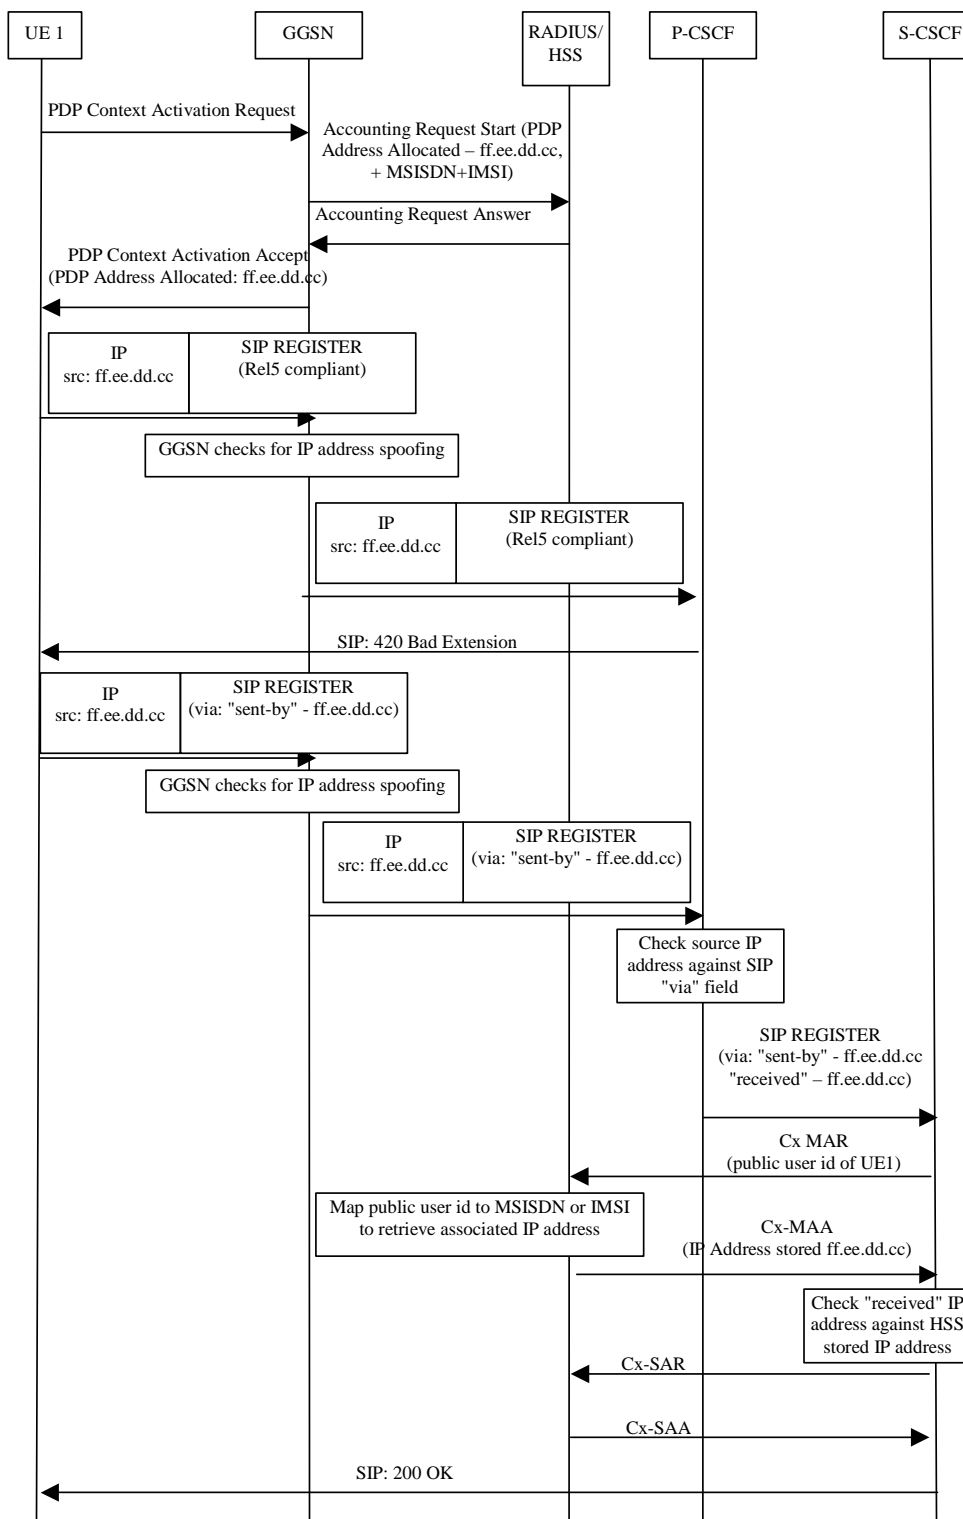 UE 1
GGSN
RADIUS/
HSS
P-CSCF
S-CSCF
PDP Context Activation Request
Accounting Request Start (PDP
Address Allocated – ff.ee.dd.cc,
+ MSISDN+IMSI)
Accounting Request Answer
PDP Context Activation Accept
(PDP Address Allocated: ff.ee.dd.cc)
IP
src: ff.ee.dd.cc
SIP REGISTER
(Rel5 compliant)
GGSN checks for IP address spoofing
IP
src: ff.ee.dd.cc
SIP REGISTER
(Rel5 compliant)
SIP: 420 Bad Extension
IP
src: ff.ee.dd.cc
SIP REGISTER
(via: "sent-by" - ff.ee.dd.cc)
GGSN checks for IP address spoofing
IP
src: ff.ee.dd.cc
SIP REGISTER
(via: "sent-by" - ff.ee.dd.cc)
Check source IP
address against SIP
"via" field
SIP REGISTER
(via: "sent-by" - ff.ee.dd.cc
"received" – ff.ee.dd.cc)
Cx MAR
(public user id of UE1)
Map public user id to MSISDN or IMSI
to retrieve associated IP address
Cx-MAA
(IP Address stored ff.ee.dd.cc)
Check "received" IP
address against HSS
stored IP address
Cx-SAR
Cx-SAA
SIP: 200 OK